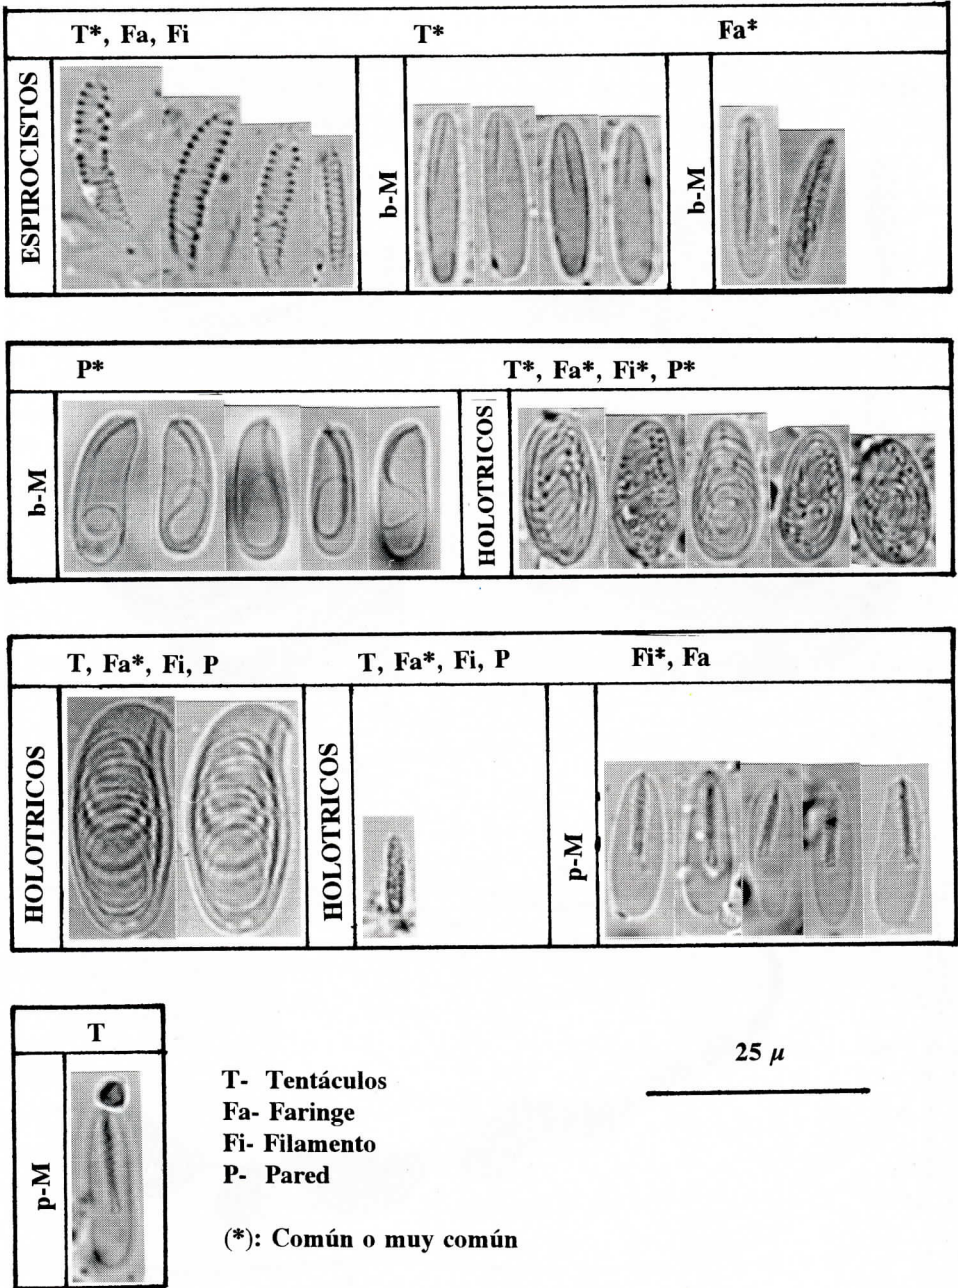 T*, Fa, Fi
T*
Fa*
ESPIROCISTOS
b-M
b-M
P*
T*, Fa*, Fi*, P*
b-M
HOLOTRICOS
T, Fa*, Fi, P
T, Fa*, Fi, P
Fi*, Fa
HOLOTRICOS
HOLOTRICOS
p-M
T
p-M
T- Tentáculos
Fa- Faringe
Fi- Filamento
P- Pared
(*): Común o muy común
25 μ